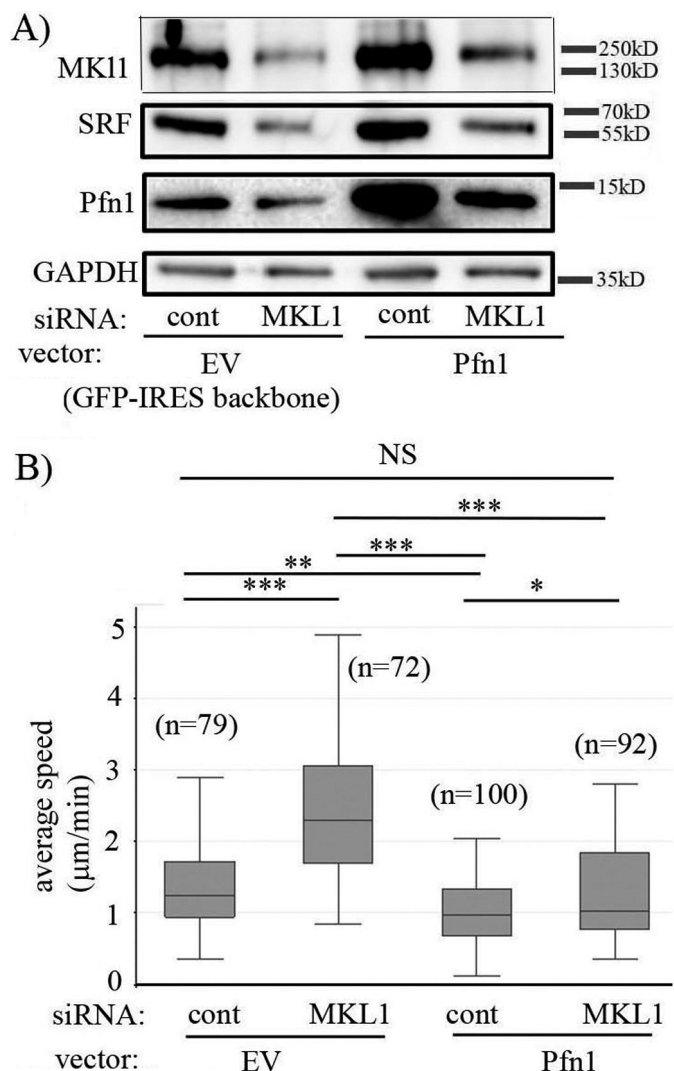 A)
MKl1
250kD
130kD
SRF
70kD
55kD
Pfn1
15kD
GAPDH
35kD
siRNA: cont MKL1 cont MKL1
vector: EV Pfn1
(GFP-IRES backbone)
B)
NS
***
***
**
***
*
5
4
3
2
1
0
average speed
(µm/min)
(n=79)
(n=72)
(n=100)
(n=92)
siRNA: cont MKL1 cont MKL1
vector: EV Pfn1